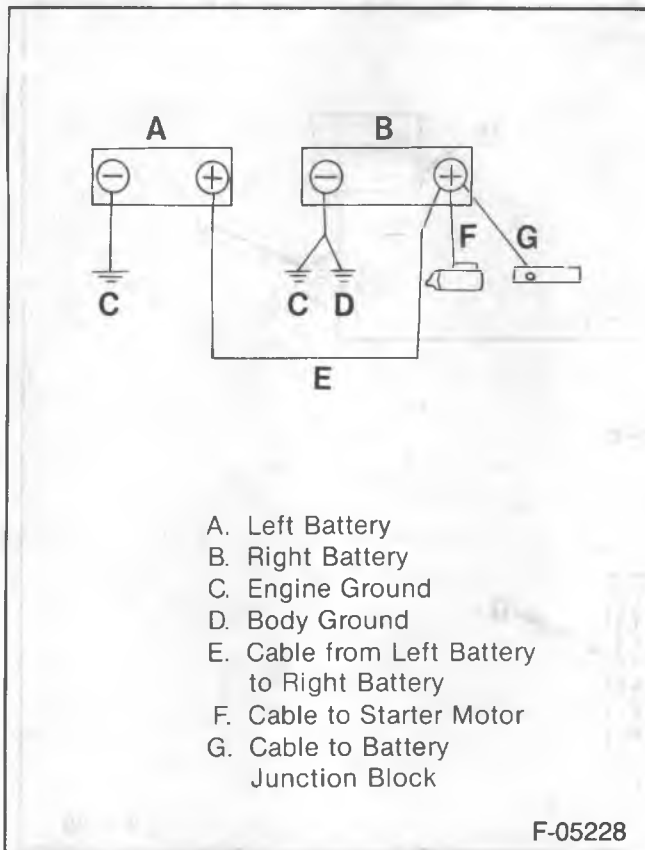 A B
− + − +
F G
C C D
E
A. Left Battery
B. Right Battery
C. Engine Ground
D. Body Ground
E. Cable from Left Battery
to Right Battery
F. Cable to Starter Motor
G. Cable to Battery
Junction Block
F-05228